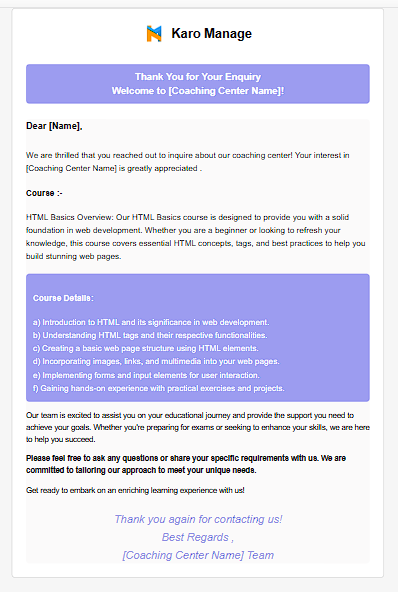 Karo Manage
Thank You for Your Enquiry
Welcome to [Coaching Center Name]!
Dear [Name],
We are thrilled that you reached out to inquire about our coaching center! Your interest in
[Coaching Center Name] is greatly appreciated .
Course :-
HTML Basics Overview: Our HTML Basics course is designed to provide you with a solid
foundation in web development. Whether you are a beginner or looking to refresh your
knowledge, this course covers essential HTML concepts, tags, and best practices to help you
build stunning web pages.
Course Details:
a) Introduction to HTML and its significance in web development.
b) Understanding HTML tags and their respective functionalities.
c) Creating a basic web page structure using HTML elements.
d) Incorporating images, links, and multimedia into your web pages.
e) Implementing forms and input elements for user interaction.
f) Gaining hands-on experience with practical exercises and projects.
Our team is excited to assist you on your educational journey and provide the support you need to
achieve your goals. Whether you're preparing for exams or seeking to enhance your skills, we are here
to help you succeed.
Please feel free to ask any questions or share your specific requirements with us. We are
committed to tailoring our approach to meet your unique needs.
Get ready to embark on an enriching learning experience with us!
Thank you again for contacting us!
Best Regards ,
[Coaching Center Name] Team